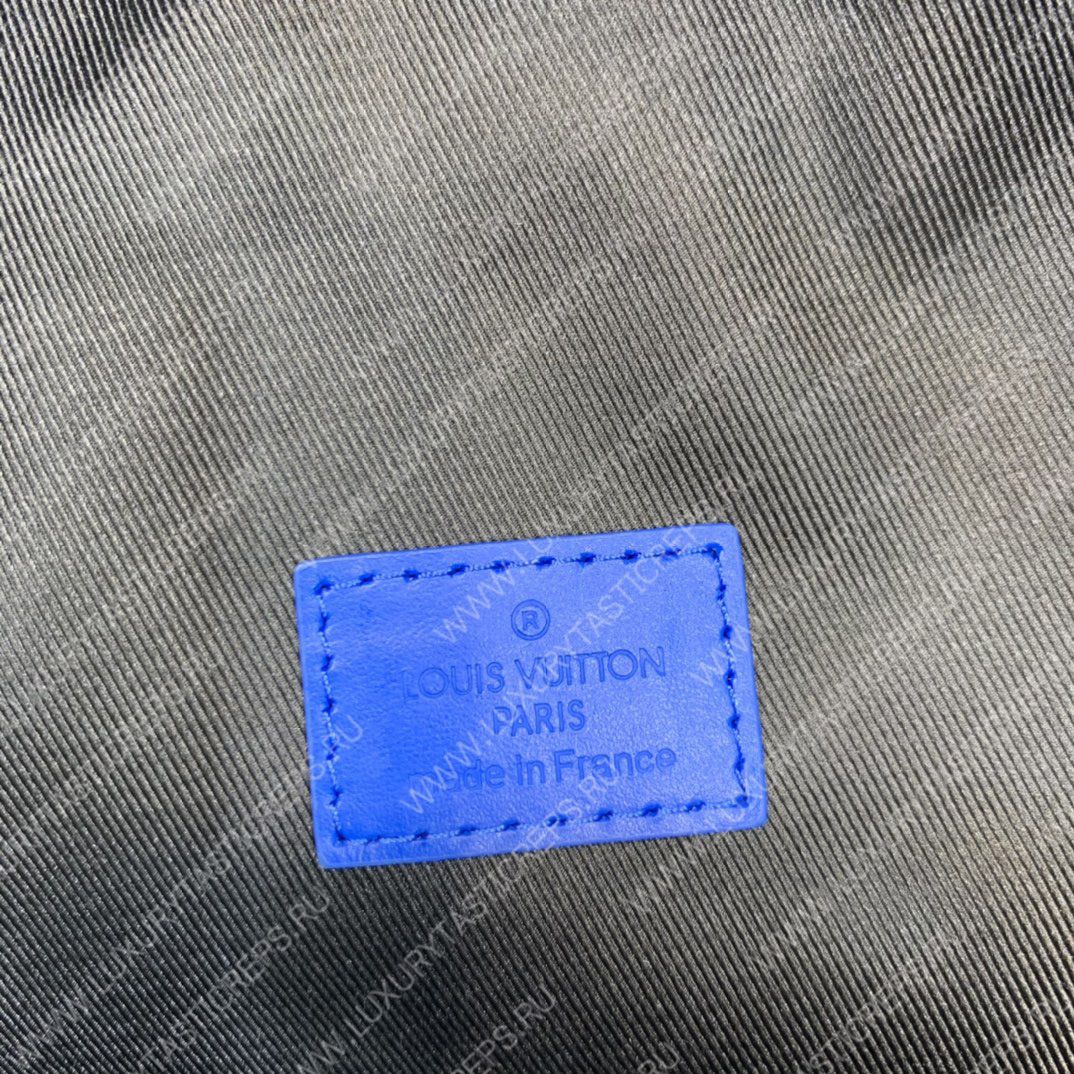 ®
LOUIS VUITTON
PARIS
made in France
WWW.LUXURYTASTICREPS.RU